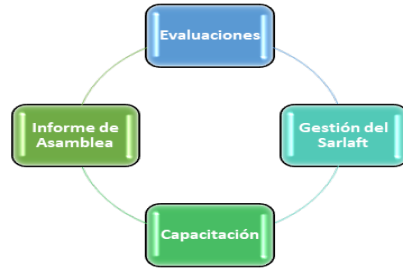 Evaluaciones
Gestión del
Sarlaft
Capacitación
Informe de
Asamblea